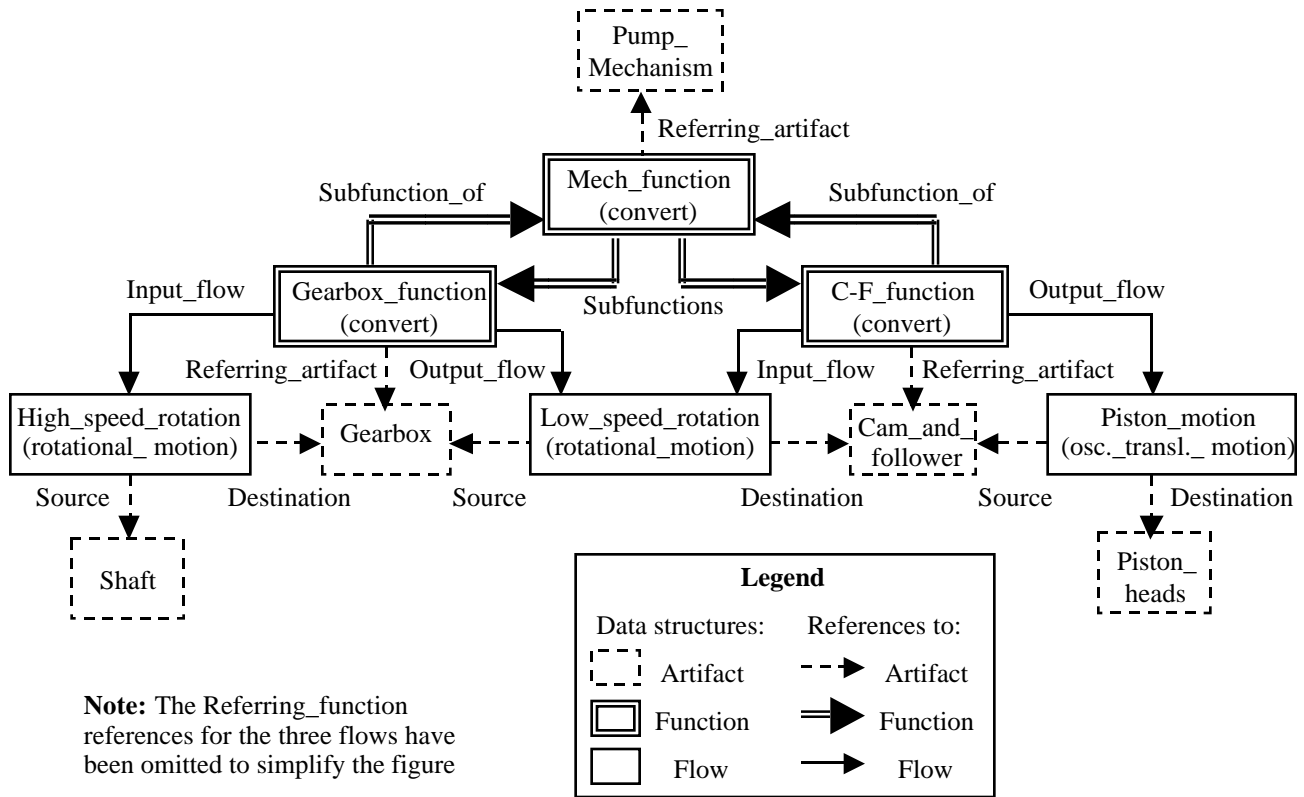 Pump_
Mechanism
Referring_artifact
Mech_function
(convert)
Subfunction_of
Subfunction_of
Input_flow
Gearbox_function
(convert)
Subfunctions
C-F_function
(convert)
Output_flow
Referring_artifact
Output_flow
Input_flow
Referring_artifact
High_speed_rotation
(rotational_ motion)
Gearbox
Low_speed_rotation
(rotational_motion)
Cam_and_
follower
Piston_motion
(osc._transl._ motion)
Source
Destination
Source
Destination
Source
Destination
Shaft
Piston_
heads
Legend
Data structures:
References to:
Artifact
Artifact
Function
Function
Flow
Flow
Note: The Referring_function
references for the three flows have
been omitted to simplify the figure